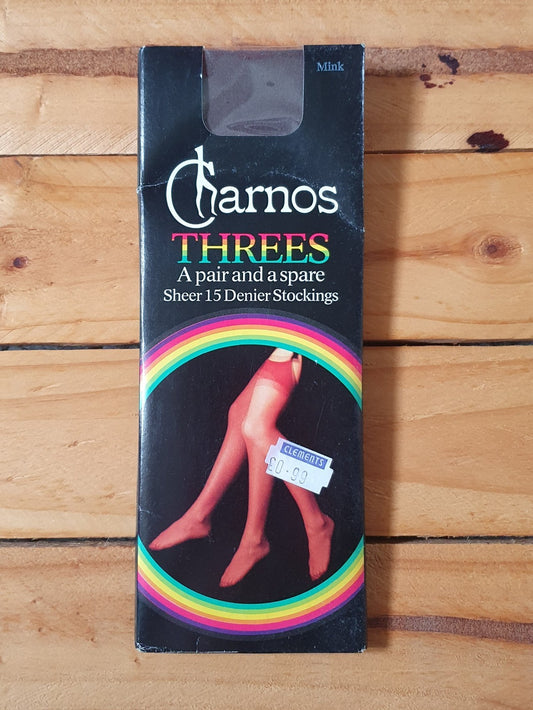 Mink
Charnos
THREES
A pair and a spare
Sheer 15 Denier Stockings
CLEMENTS
£0.99